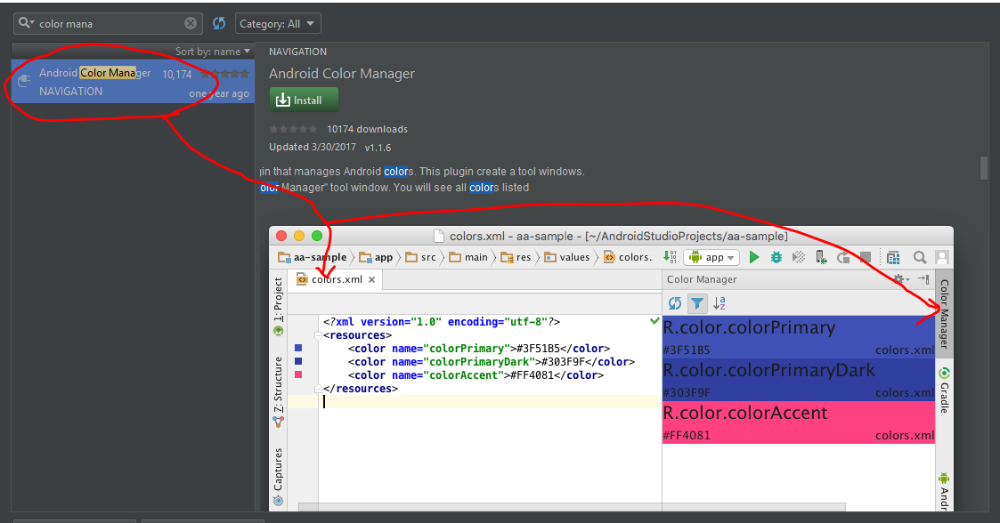 color mana
Category: All
Sort by: name
Android Color Manager 10,174
NAVIGATION one year ago
NAVIGATION
Android Color Manager
Install
10174 downloads
Updated 3/30/2017 v1.1.6
gin that manages Android colors. This plugin create a tool windows.
olor Manager" tool window. You will see all colors listed
colors.xml - aa-sample - [~/AndroidStudioProjects/aa-sample]
aa-sample app src main res values colors. app
colors.xml
<?xml version="1.0" encoding="utf-8"?>
<resources>
<color name="colorPrimary">#3F51B5</color>
<color name="colorPrimaryDark">#303F9F</color>
<color name="colorAccent">#FF4081</color>
</resources>
1: Project
Z: Structure
Captures
Color Manager
R.color.colorPrimary
#3F51B5 colors.xml
R.color.colorPrimaryDark
#303F9F colors.xml
R.color.colorAccent
#FF4081 colors.xml
Color Manager
Gradle
Andr